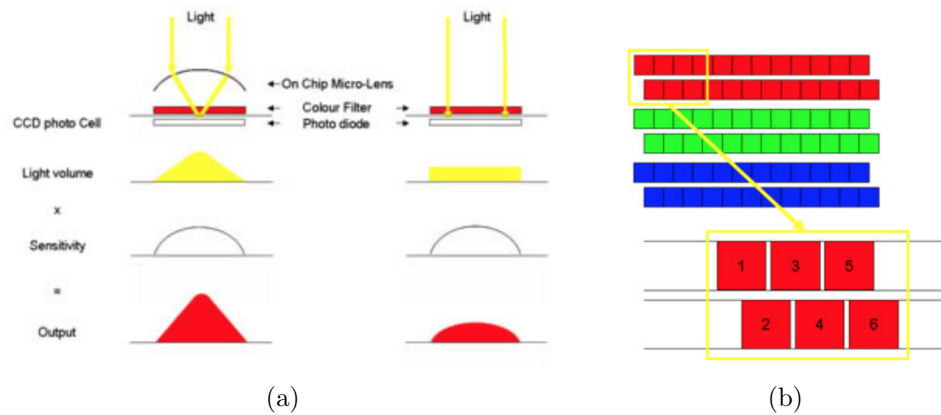 Light
Light
On Chip Micro-Lens
Colour Filter
CCD photo Cell
Photo diode
Light volume
x
Sensitivity
=
Output
1 3 5
2 4 6
(a)
(b)